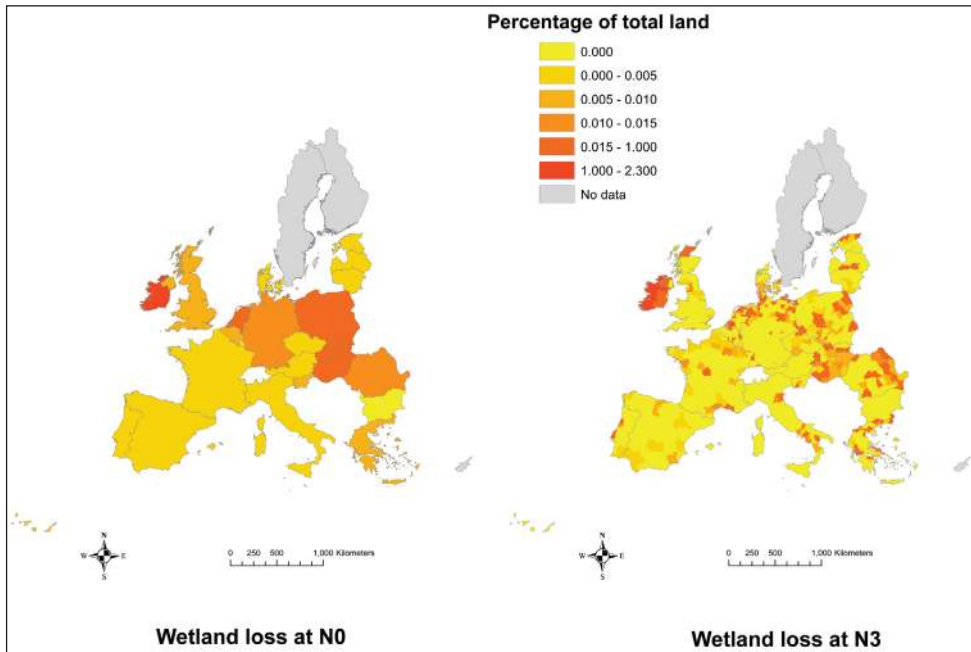 Percentage of total land
0.000
0.000 - 0.005
0.005 - 0.010
0.010 - 0.015
0.015 - 1.000
1.000 - 2.300
No data
N
W E
S
0 250 500 1,000 Kilometers
Wetland loss at N0
N
W E
S
0 250 500 1,000 Kilometers
Wetland loss at N3